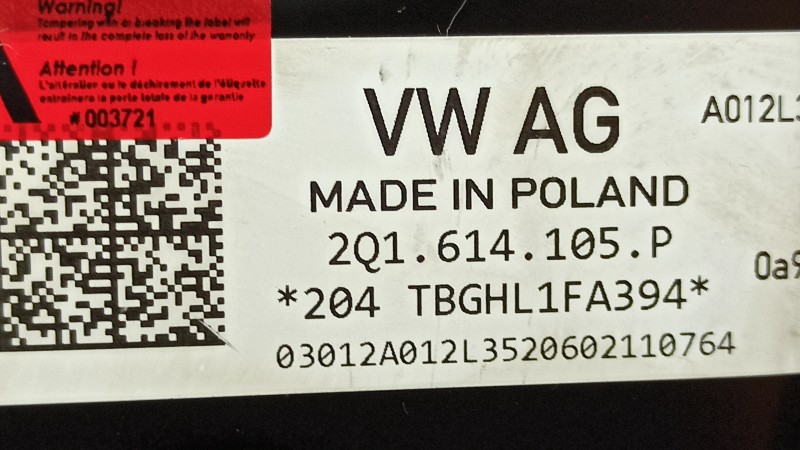 Warning!
Tampering with or breaking the label will
result in the complete loss of the warranty
Attention !
L'altération ou le déchirement de l'étiquette
entraînera la perte totale de la garantie
#003721
VW AG
A012L3
MADE IN POLAND
2Q1.614.105.P
0a9
*204 TBGHL1FA394*
03012A012L3520602110764